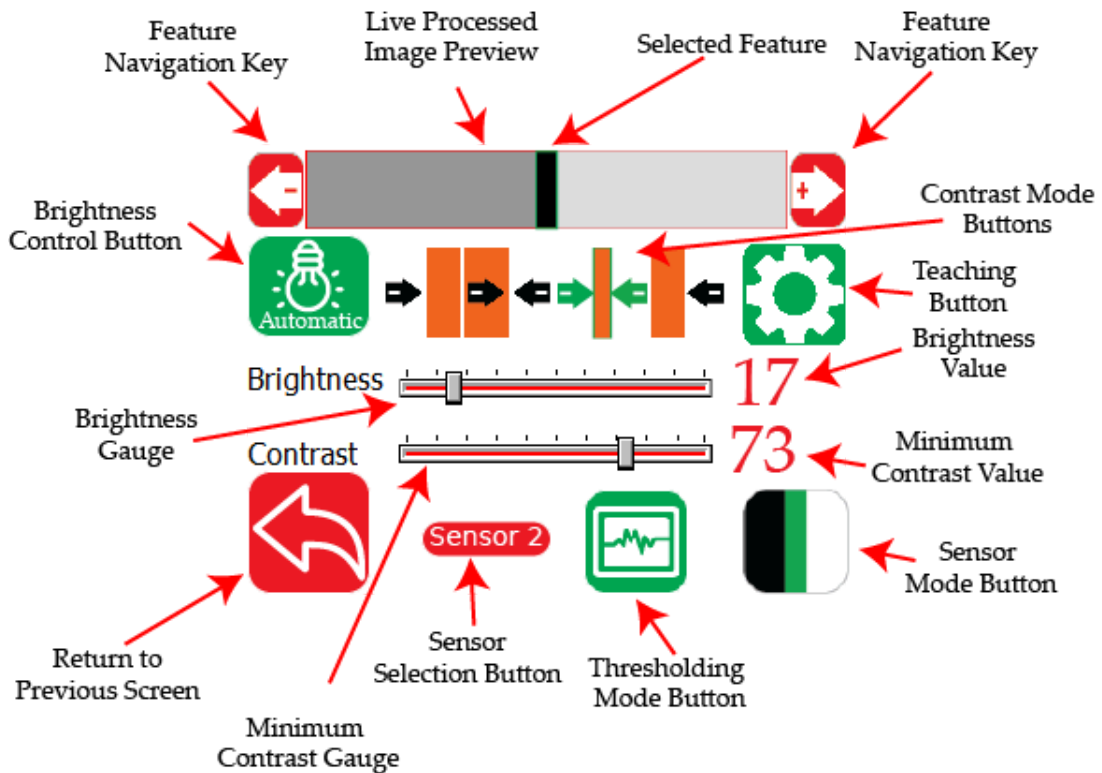 Feature
Navigation Key
Live Processed
Image Preview
Selected Feature
Feature
Navigation Key
-
+
Brightness
Control Button
Contrast Mode
Buttons
Automatic
Teaching
Button
Brightness
17
Brightness
Value
Brightness
Gauge
Contrast
73
Minimum
Contrast Value
Sensor 2
Sensor
Mode Button
Return to
Previous Screen
Sensor
Selection Button
Thresholding
Mode Button
Minimum
Contrast Gauge